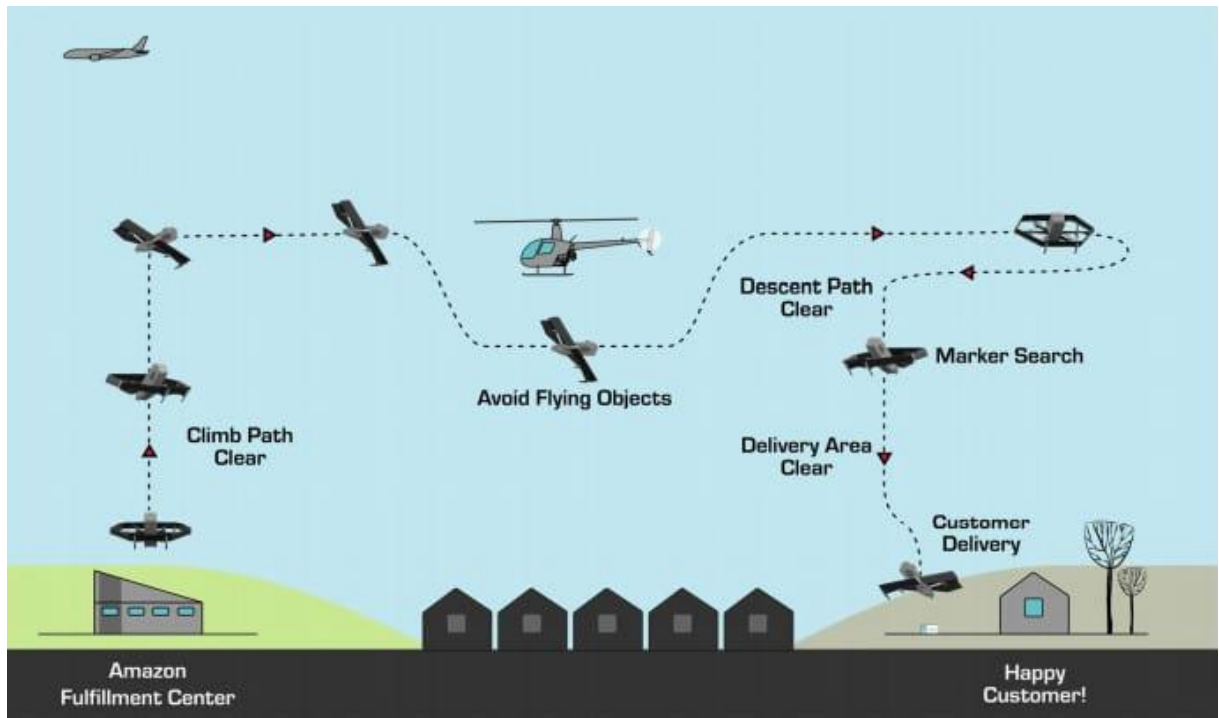 Climb Path
Clear
Avoid Flying Objects
Descent Path
Clear
Marker Search
Delivery Area
Clear
Customer
Delivery
Amazon
Fulfillment Center
Happy
Customer!